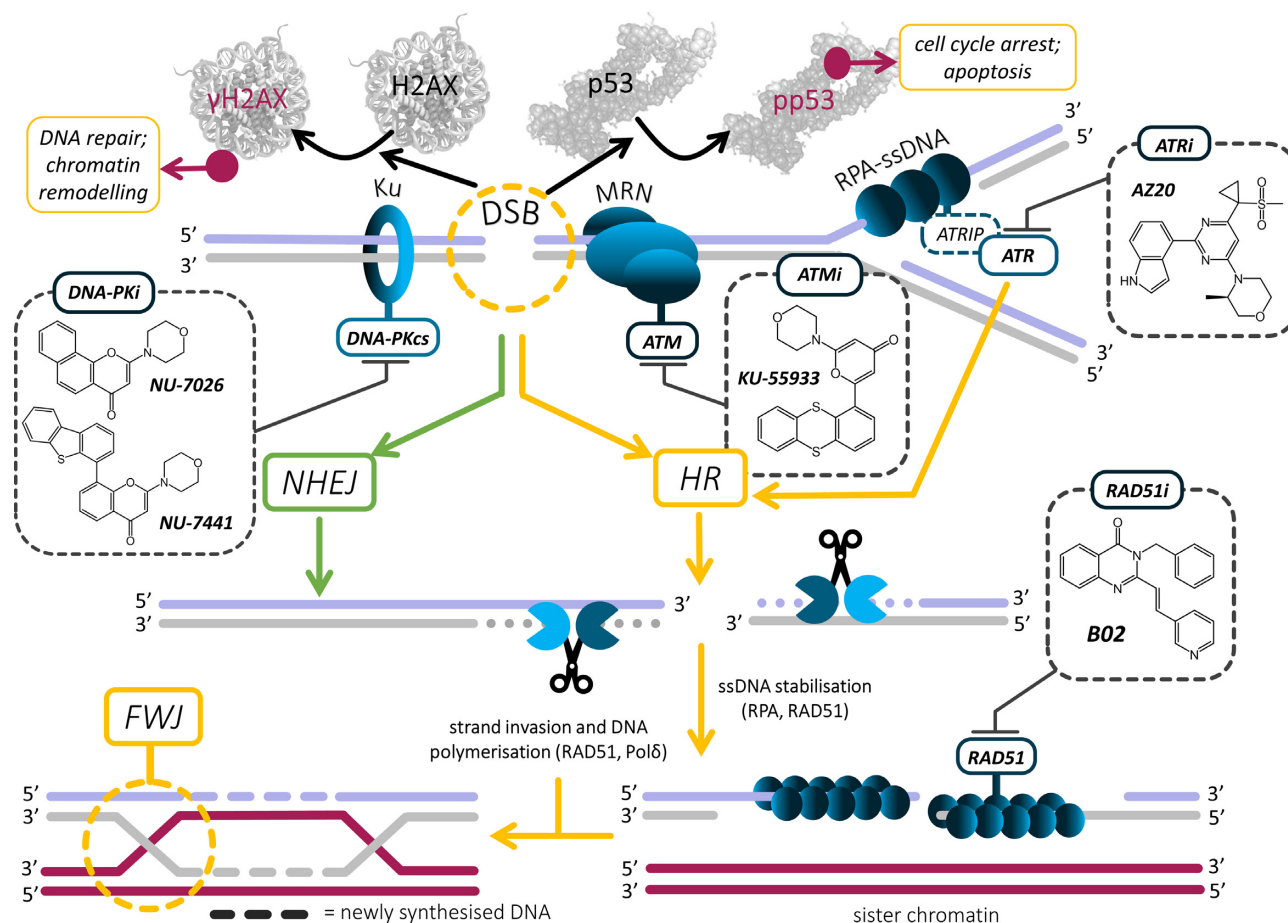 γH2AX
H2AX
p53
pp53
cell cycle arrest;
apoptosis
DNA repair;
chromatin
remodelling
Ku
DSB
MRN
RPA-ssDNA
3’
5’
ATRi
AZ20
O
O
S
N
N
HN
N
O
ATRIP
ATR
5’
3’
DNA-PKi
DNA-PKcs
ATM
ATMi
3’
5’
O
N
O
NU-7026
O
S
O
N
O
NU-7441
O
O
N
O
KU-55933
O
S
S
NHEJ
HR
RAD51i
O
N
N
N
B02
5’
3’
3’
3’
3’
5’
ssDNA stabilisation
(RPA, RAD51)
FWJ
strand invasion and DNA
polymerisation (RAD51, Polδ)
RAD51
5’
3’
3’
5’
5’
3’
3’
5’
5’
3’
3’
5’
= newly synthesised DNA
sister chromatin